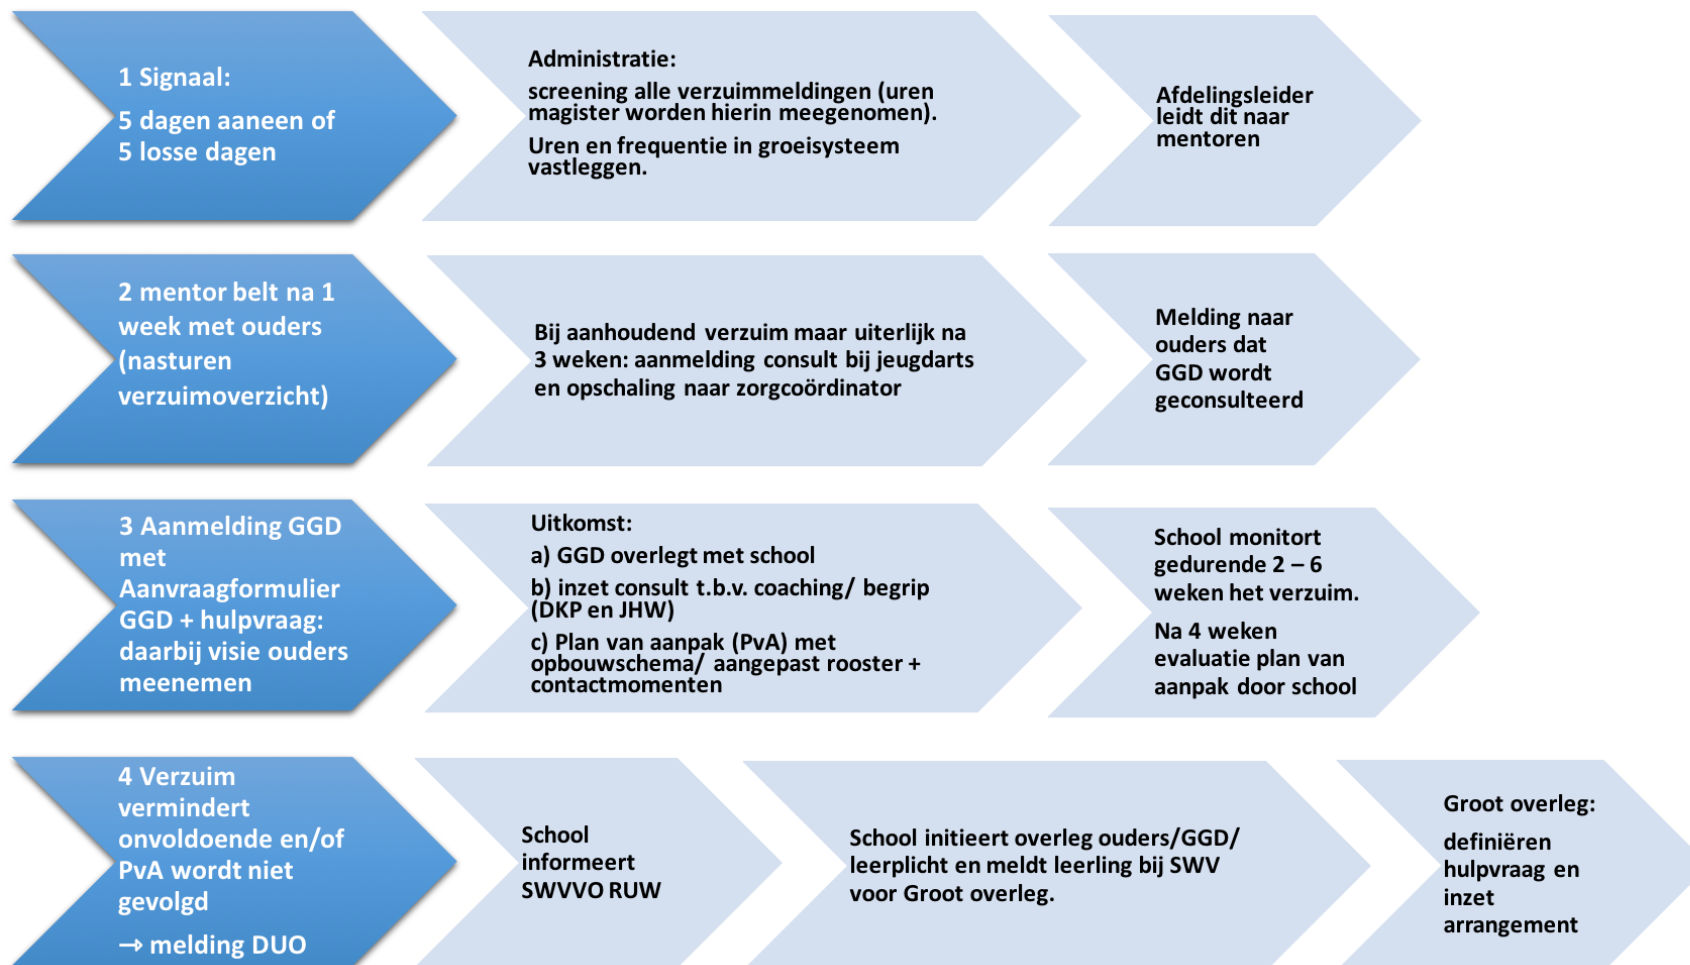 1 Signaal:
5 dagen aaneen of
5 losse dagen
Administratie:
screening alle verzuimmeldingen (uren
magister worden hierin meegenomen).
Uren en frequentie in groeisysteem
vastleggen.
Afdelingsleider
leidt dit naar
mentoren
2 mentor belt na 1
week met ouders
(nasturen
verzuimoverzicht)
Bij aanhoudend verzuim maar uiterlijk na
3 weken: aanmelding consult bij jeugdarts
en opschaling naar zorgcoördinator
Melding naar
ouders dat
GGD wordt
geconsulteerd
3 Aanmelding GGD
met
Aanvraagformulier
GGD + hulpvraag:
daarbij visie ouders
meenemen
Uitkomst:
a) GGD overlegt met school
b) inzet consult t.b.v. coaching/ begrip
(DKP en JHW)
c) Plan van aanpak (PvA) met
opbouwschema/ aangepast rooster +
contactmomenten
School monitort
gedurende 2 – 6
weken het verzuim.
Na 4 weken
evaluatie plan van
aanpak door school
4 Verzuim
vermindert
onvoldoende en/of
PvA wordt niet
gevolgd
→ melding DUO
School
informeert
SWVVO RUW
School initieert overleg ouders/GGD/
leerplicht en meldt leerling bij SWV
voor Groot overleg.
Groot overleg:
definiëren
hulpvraag en
inzet
arrangement